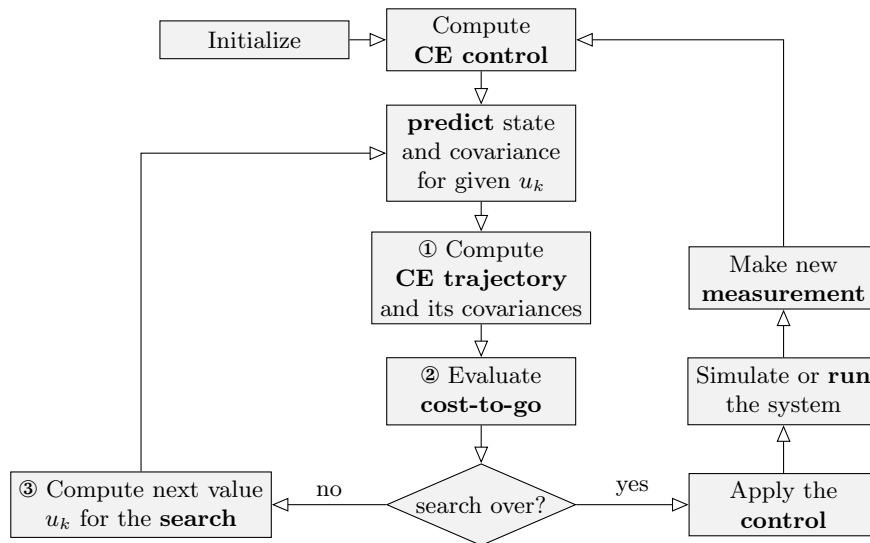 Initialize
Compute
CE control
predict state
and covariance
for given u_k
① Compute
CE trajectory
and its covariances
② Evaluate
cost-to-go
search over?
no
③ Compute next value
u_k for the search
yes
Apply the
control
Simulate or run
the system
Make new
measurement